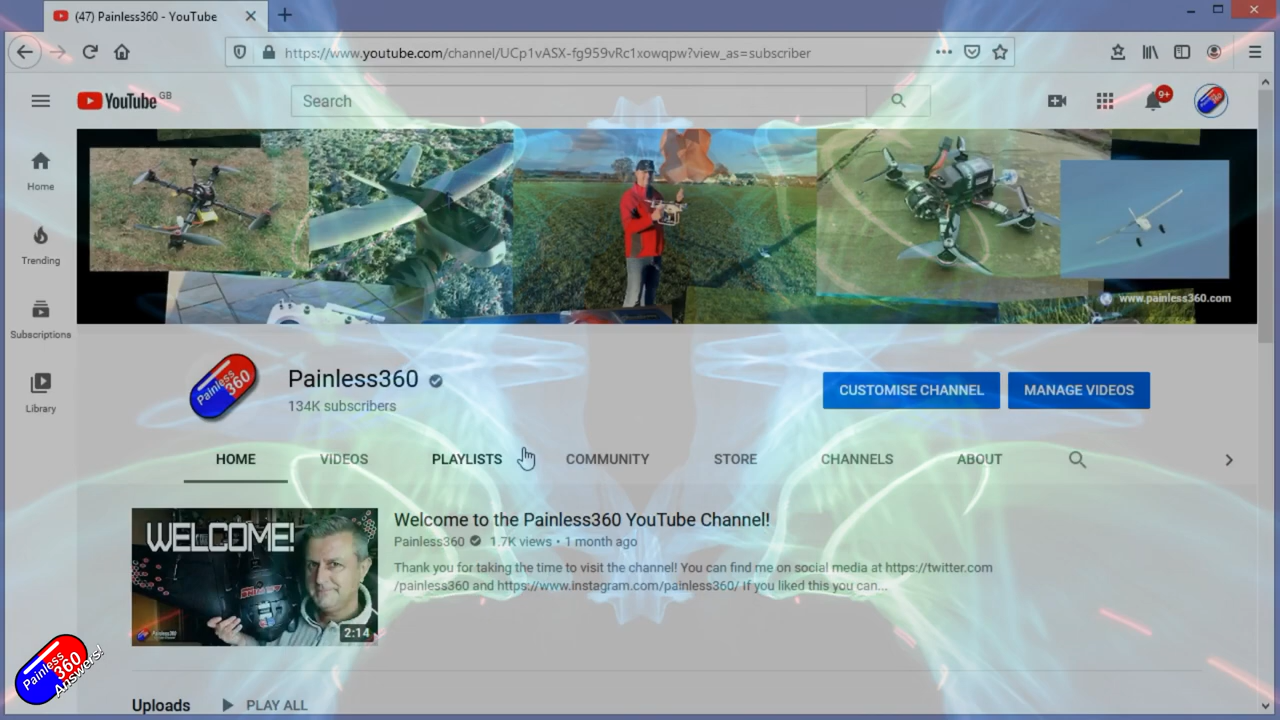 (47) Painless360 - YouTube
https://www.youtube.com/channel/UCp1vASX-fg959vRc1xowqpw?view_as=subscriber
YouTube GB
Search
9+
Home
Trending
Subscriptions
Library
www.painless360.com
Painless 360
Painless360
134K subscribers
CUSTOMISE CHANNEL
MANAGE VIDEOS
HOME VIDEOS PLAYLISTS COMMUNITY STORE CHANNELS ABOUT
WELCOME!
2:14
Welcome to the Painless360 YouTube Channel!
Painless360 1.7K views • 1 month ago
Thank you for taking the time to visit the channel! You can find me on social media at https://twitter.com
/painless360 and https://www.instagram.com/painless360/ If you liked this you can...
Painless 360
Answers!
Uploads PLAY ALL